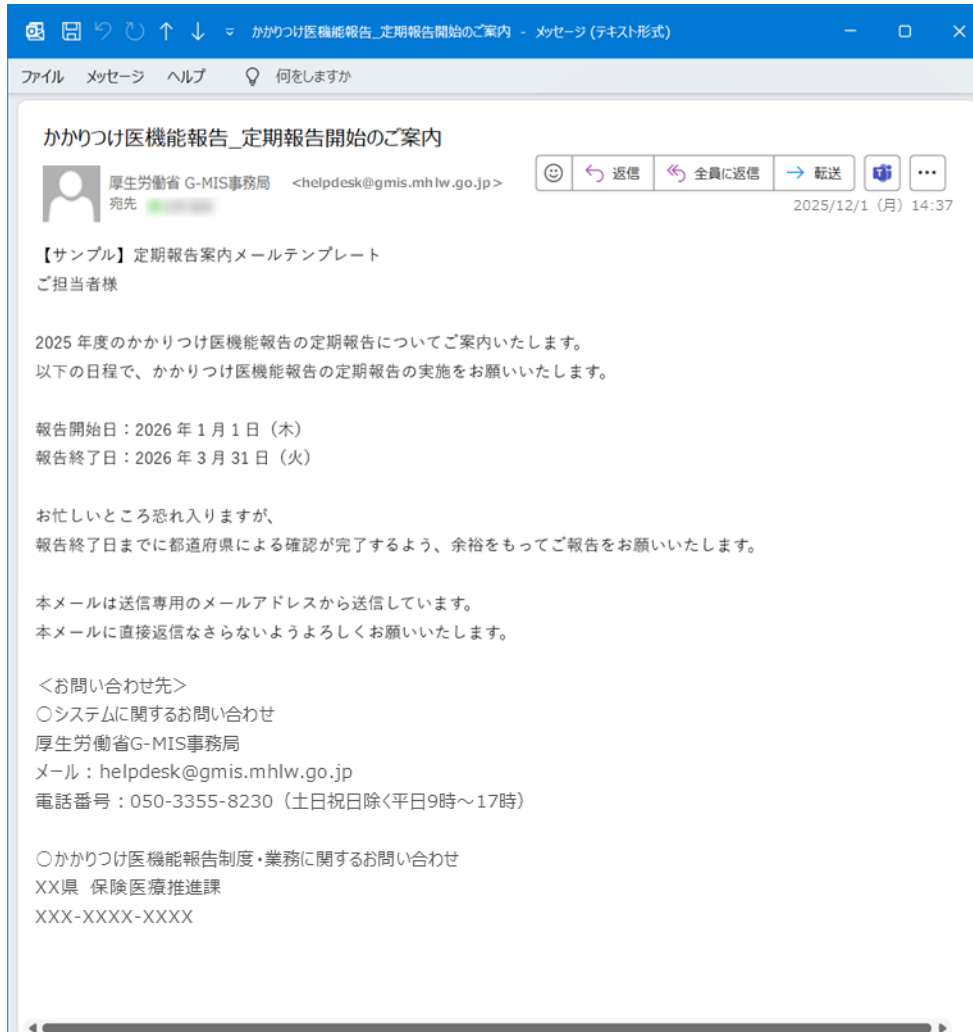 かかりつけ医機能報告_定期報告開始のご案内 - メッセージ (テキスト形式)
ファイル メッセージ ヘルプ 何をしますか
かかりつけ医機能報告_定期報告開始のご案内
厚生労働省 G-MIS事務局 <helpdesk@gmis.mhlw.go.jp>
宛先
返信 全員に返信 転送
2025/12/1 (月) 14:37
【サンプル】定期報告案内メールテンプレート
ご担当者様
2025 年度のかかりつけ医機能報告の定期報告についてご案内いたします。
以下の日程で、かかりつけ医機能報告の定期報告の実施をお願いいたします。
報告開始日：2026 年 1 月 1 日（木）
報告終了日：2026 年 3 月 31 日（火）
お忙しいところ恐れ入りますが、
報告終了日までに都道府県による確認が完了するよう、余裕をもってご報告をお願いいたします。
本メールは送信専用のメールアドレスから送信しています。
本メールに直接返信なさらないようよろしくお願いいたします。
＜お問い合わせ先＞
○システムに関するお問い合わせ
厚生労働省G-MIS事務局
メール：helpdesk@gmis.mhlw.go.jp
電話番号：050-3355-8230（土日祝日除く平日9時～17時）
○かかりつけ医機能報告制度・業務に関するお問い合わせ
XX県 保険医療推進課
XXX-XXXX-XXXX